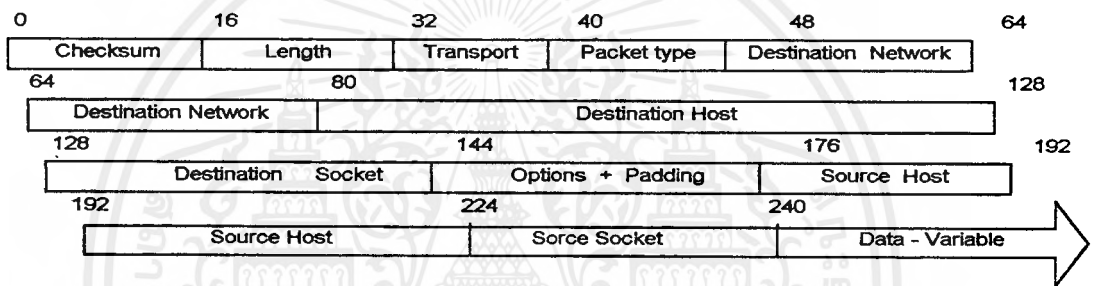 0 16 32 40 48 64
Checksum Length Transport Packet type Destination Network
64 80 128
Destination Network Destination Host
128 144 176 192
Destination Socket Options + Padding Source Host
192 224 240
Source Host Sorce Socket Data - Variable